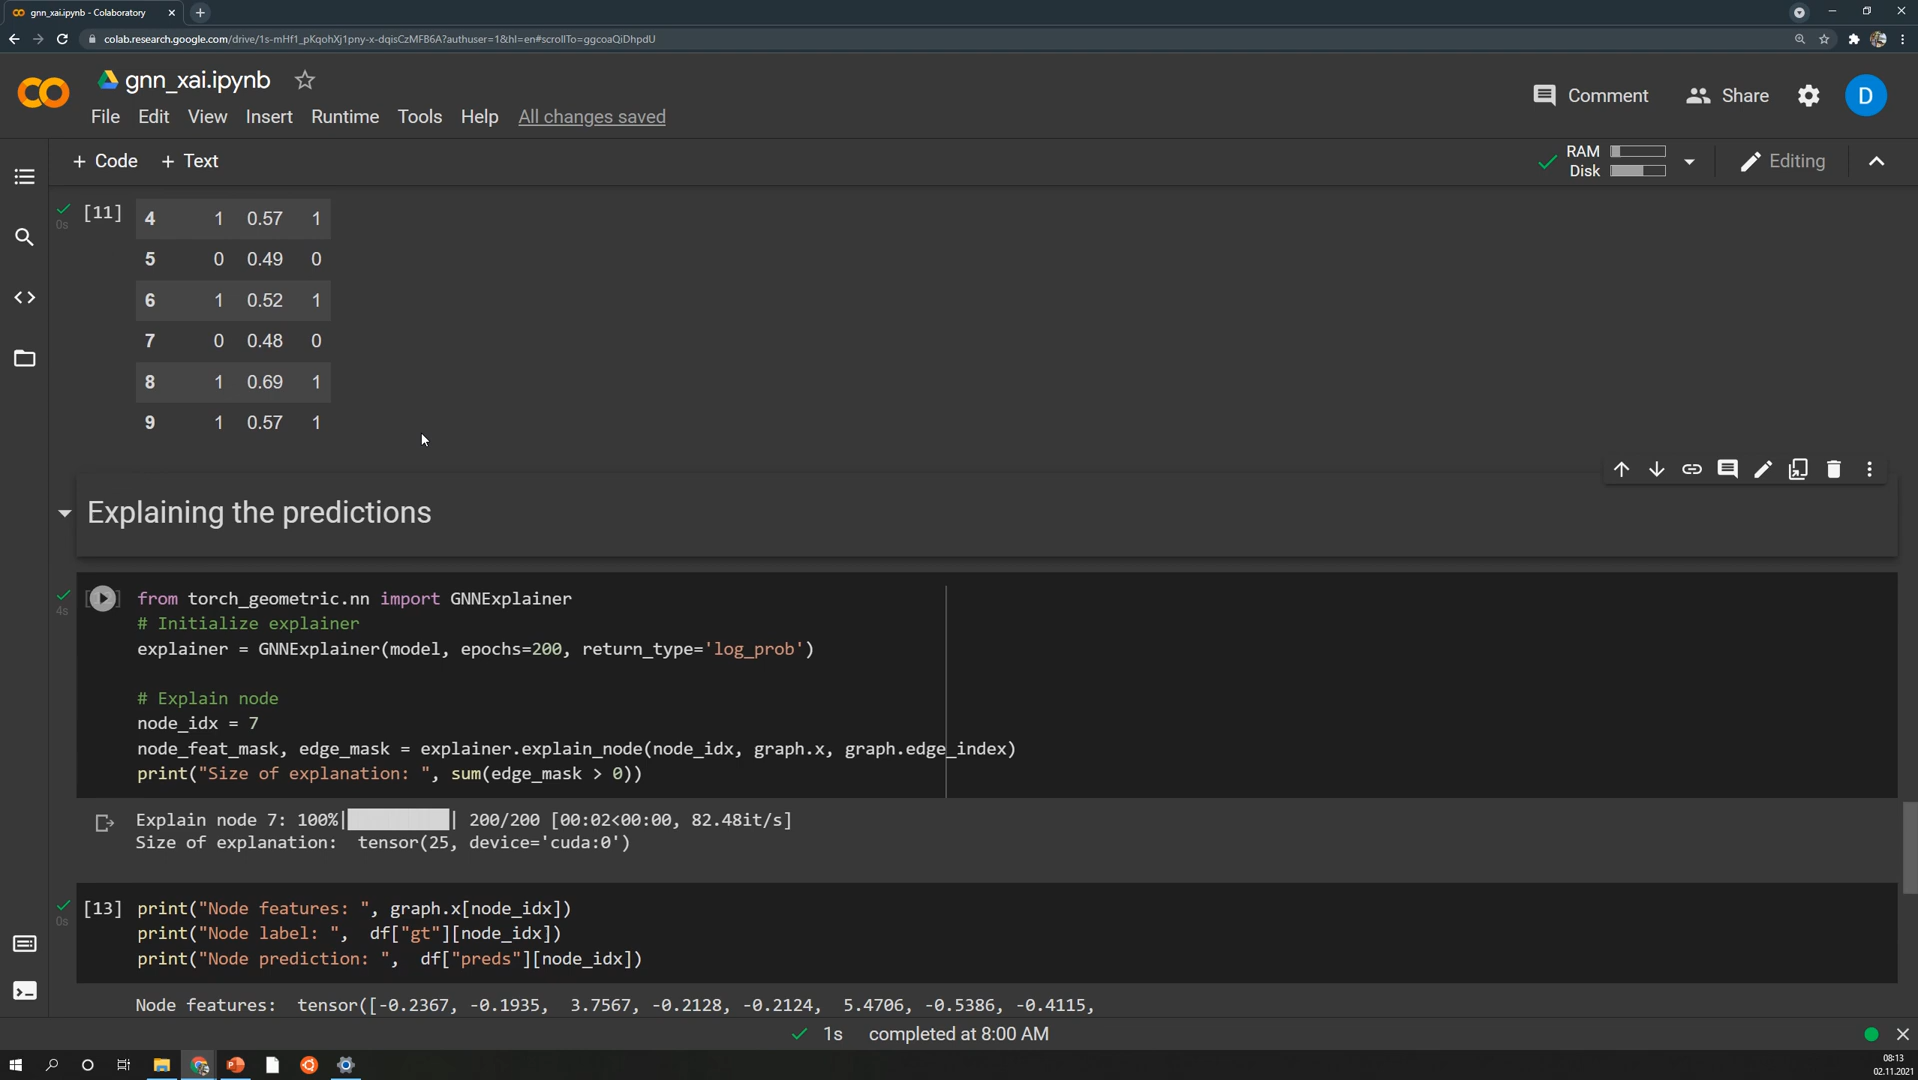 gnn_xai.ipynb - Colaboratory
colab.research.google.com/drive/1s-mHf1_pKqohXj1pny-x-dqisCzMFB6A?authuser=1&hl=en#scrollTo=ggcoaQiDhpdU
gnn_xai.ipynb
Comment Share D
File Edit View Insert Runtime Tools Help All changes saved
+ Code + Text
RAM
Disk
Editing
[11] 4 1 0.57 1
0s
5 0 0.49 0
6 1 0.52 1
7 0 0.48 0
8 1 0.69 1
9 1 0.57 1
Explaining the predictions
from torch_geometric.nn import GNNExplainer
4s
# Initialize explainer
explainer = GNNExplainer(model, epochs=200, return_type='log_prob')
# Explain node
node_idx = 7
node_feat_mask, edge_mask = explainer.explain_node(node_idx, graph.x, graph.edge_index)
print("Size of explanation: ", sum(edge_mask > 0))
Explain node 7: 100%|██████████| 200/200 [00:02<00:00, 82.48it/s]
Size of explanation:  tensor(25, device='cuda:0')
[13] print("Node features: ", graph.x[node_idx])
0s
print("Node label: ",  df["gt"][node_idx])
print("Node prediction: ",  df["preds"][node_idx])
Node features:  tensor([-0.2367, -0.1935,  3.7567, -0.2128, -0.2124,  5.4706, -0.5386, -0.4115,
1s completed at 8:00 AM
08:13
02.11.2021